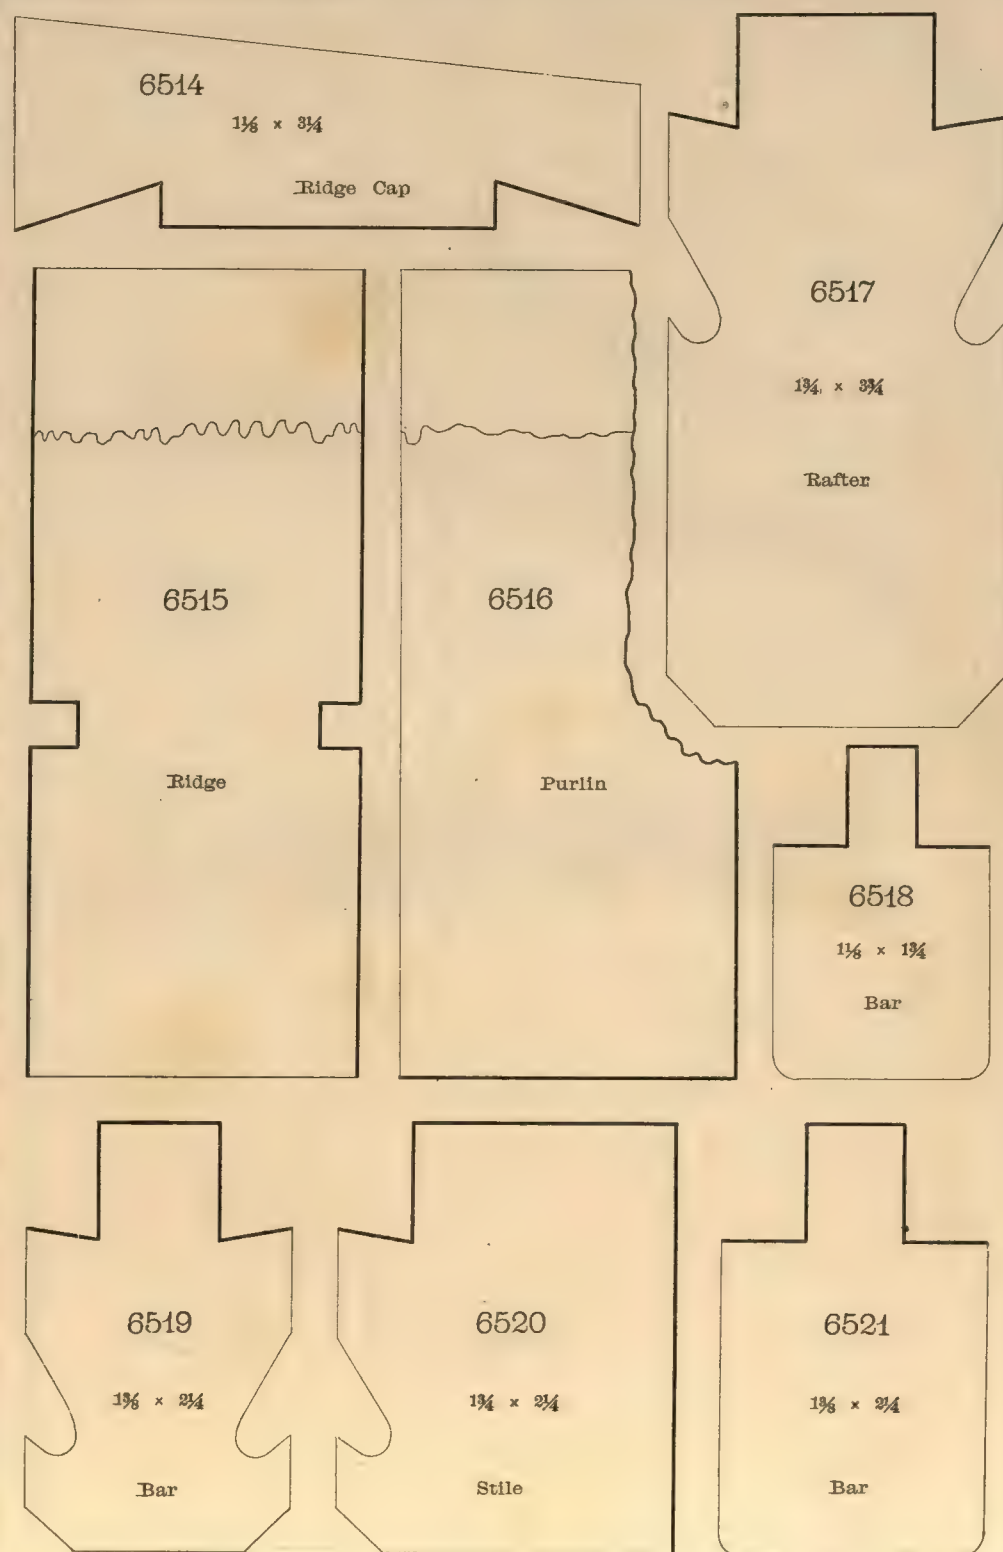 6514
1⅛ × 3¼
Ridge Cap
6517
1¾ × 3¾
Rafter
6515
Ridge
6516
Purlin
6518
1⅛ × 1¾
Bar
6519
1⅜ × 2¼
Bar
6520
1¾ × 2¼
Stile
6521
1⅜ × 2¼
Bar